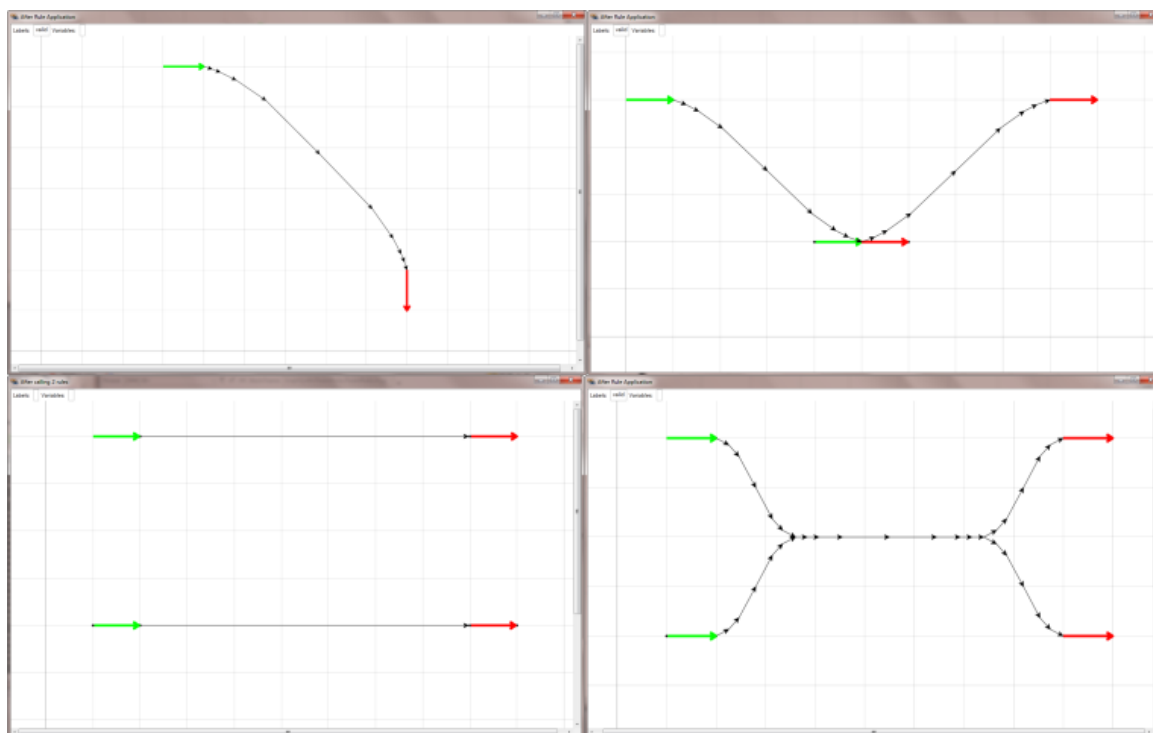 After Rule Application
Labels: valid Variables:
After Rule Application
Labels: valid Variables:
After calling 2 rules
Labels: Variables:
After Rule Application
Labels: valid Variables: